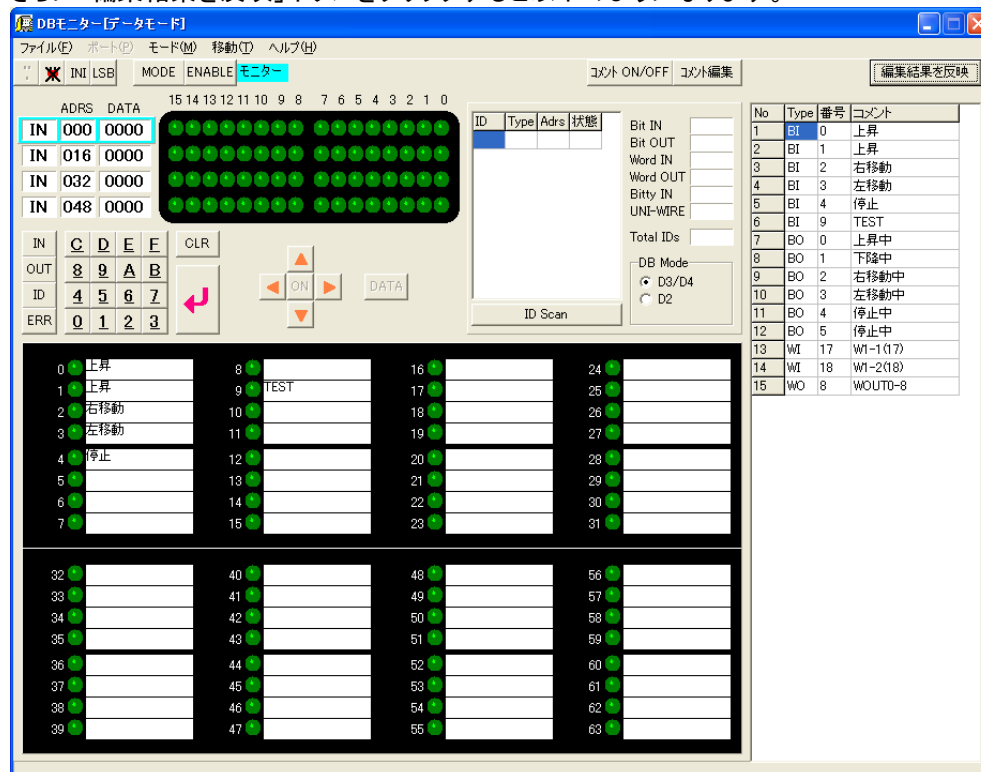 DBモニター[データモード]
ファイル(F) ポート(P) モード(M) 移動(T) ヘルプ(H)
INI LSB MODE ENABLE モニター コメント ON/OFF コメント編集 編集結果を反映
ADRS DATA 15 14 13 12 11 10 9 8 7 6 5 4 3 2 1 0
IN 000 0000
IN 016 0000
IN 032 0000
IN 048 0000
IN C D E F CLR
OUT 8 9 A B
ID 4 5 6 7
ERR 0 1 2 3
ON DATA
ID Type Adrs 状態
ID Scan
Bit IN
Bit OUT
Word IN
Word OUT
Bitty IN
UNI-WIRE
Total IDs
DB Mode
D3/D4
D2
No Type 番号 コメント
1 BI 0 上昇
2 BI 1 上昇
3 BI 2 右移動
4 BI 3 左移動
5 BI 4 停止
6 BI 9 TEST
7 BO 0 上昇中
8 BO 1 下降中
9 BO 2 右移動中
10 BO 3 左移動中
11 BO 4 停止中
12 BO 5 停止中
13 WI 17 W1-1(17)
14 WI 18 W1-2(18)
15 WO 8 WOUT0-8
0 上昇 8 16 24
1 上昇 9 TEST 17 25
2 右移動 10 18 26
3 左移動 11 19 27
4 停止 12 20 28
5 13 21 29
6 14 22 30
7 15 23 31
32 40 48 56
33 41 49 57
34 42 50 58
35 43 51 59
36 44 52 60
37 45 53 61
38 46 54 62
39 47 55 63